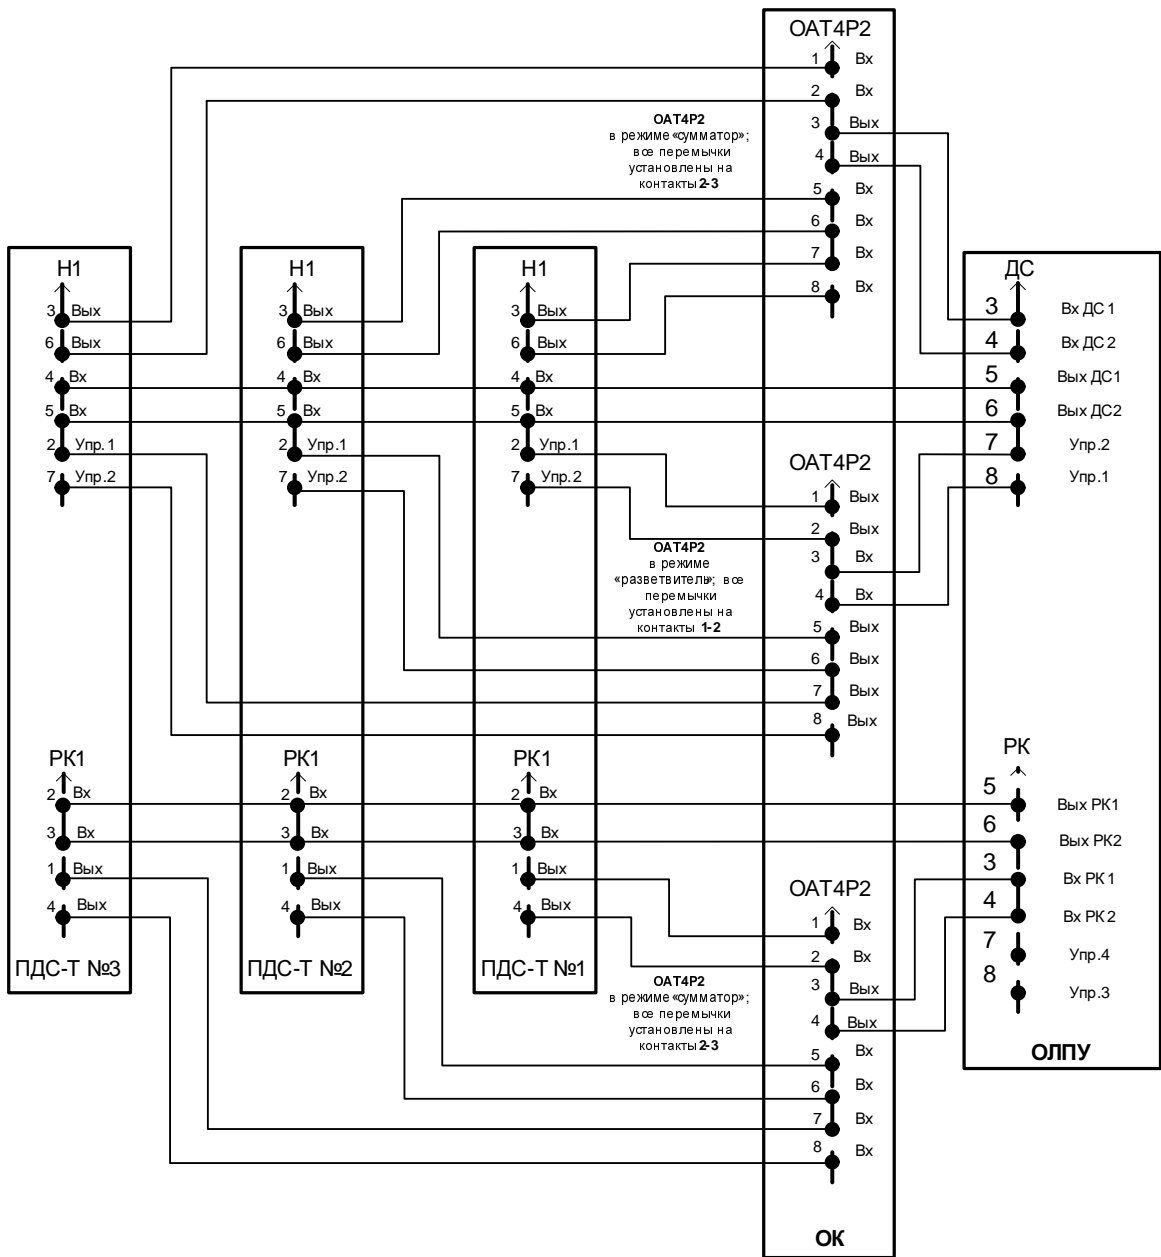 ОАТ4Р2
1 Вх
2 Вх
3 Вых
4 Вых
5 Вх
6 Вх
7 Вх
8 Вх
ОАТ4Р2
в режиме «сумматор»;
все перемычки
установлены на
контакты 2-3
Н1
3 Вых
6 Вых
4 Вх
5 Вх
2 Упр.1
7 Упр.2
Н1
3 Вых
6 Вых
4 Вх
5 Вх
2 Упр.1
7 Упр.2
Н1
3 Вых
6 Вых
4 Вх
5 Вх
2 Упр.1
7 Упр.2
ДС
3 Вх ДС 1
4 Вх ДС 2
5 Вых ДС1
6 Вых ДС2
7 Упр.2
8 Упр.1
ОАТ4Р2
1 Вых
2 Вых
3 Вх
4 Вх
5 Вых
6 Вых
7 Вых
8 Вых
ОАТ4Р2
в режиме
«разветвитель»; все
перемычки
установлены на
контакты 1-2
РК1
2 Вх
3 Вх
1 Вых
4 Вых
ПДС-Т №3
РК1
2 Вх
3 Вх
1 Вых
4 Вых
ПДС-Т №2
РК1
2 Вх
3 Вх
1 Вых
4 Вых
ПДС-Т №1
РК
5 Вых РК1
6 Вых РК2
3 Вх РК 1
4 Вх РК 2
7 Упр.4
8 Упр.3
ОЛПУ
ОАТ4Р2
1 Вх
2 Вх
3 Вых
4 Вых
5 Вх
6 Вх
7 Вх
8 Вх
ОАТ4Р2
в режиме «сумматор»;
все перемычки
установлены на
контакты 2-3
ОК